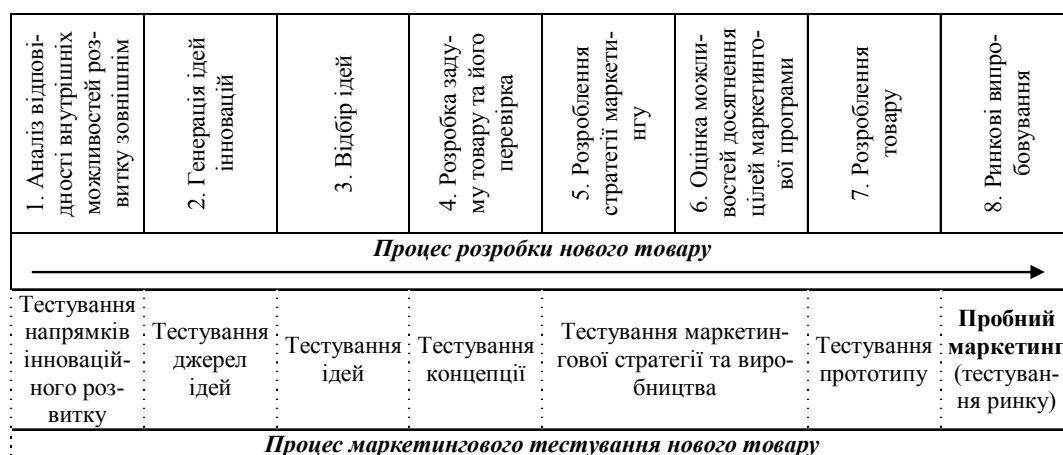 1. Аналіз відпові-
дності внутрішніх
можливостей роз-
витку зовнішнім
2. Генерація ідей
інновацій
3. Відбір ідей
4. Розробка заду-
му товару та його
перевірка
5. Розроблення
стратегії маркети-
нгу
6. Оцінка можли-
востей досягнення
цілей маркетинго-
вої програми
7. Розроблення
товару
8. Ринкові випро-
бовування
Процес розробки нового товару
Тестування
напрямків
інновацій-
ного роз-
витку
Тестування
джерел
ідей
Тестування
ідей
Тестування
концепції
Тестування маркетин-
гової стратегії та виро-
бництва
Тестування
прототипу
Пробний
маркетинг
(тестуван-
ня ринку)
Процес маркетингового тестування нового товару